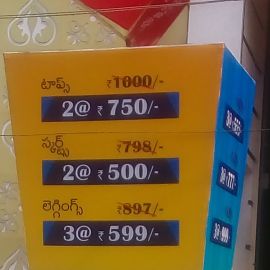 టాప్స్ ₹1000/-
2@ ₹ 750/-
స్కర్ట్స్ ₹798/-
2@ ₹ 500/-
లెగ్గింగ్స్ ₹897/-
3@ ₹ 599/-